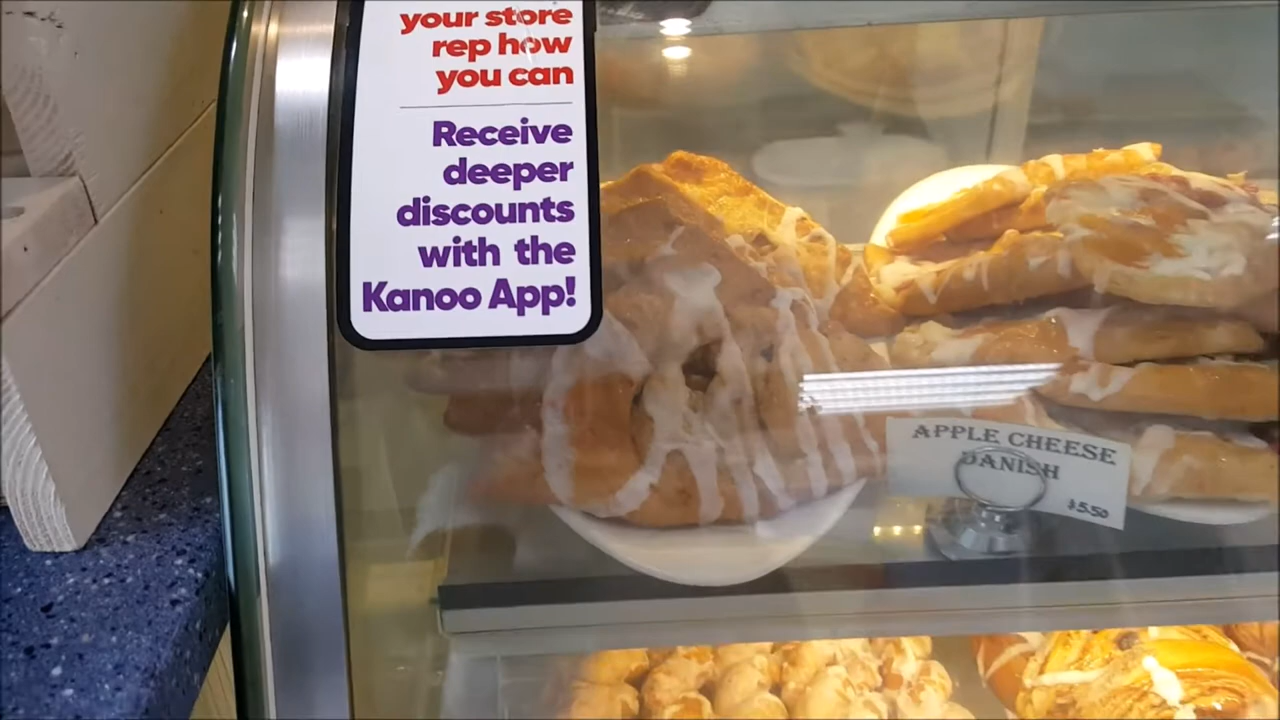 your store
rep how
you can
Receive
deeper
discounts
with the
Kanoo App!
APPLE CHEESE
DANISH
$5.50